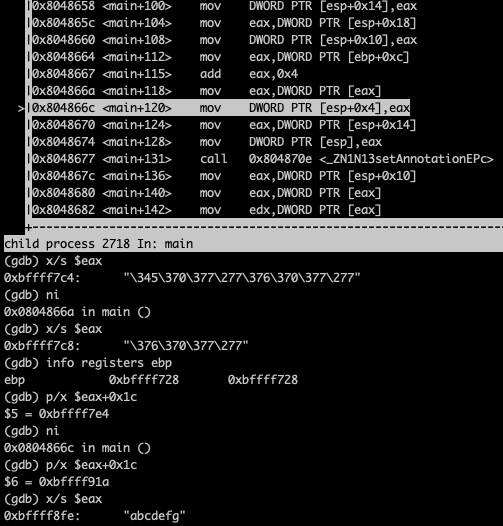 |0x8048658 <main+100> mov DWORD PTR [esp+0x14],eax
|0x804865c <main+104> mov eax,DWORD PTR [esp+0x18]
|0x8048660 <main+108> mov DWORD PTR [esp+0x10],eax
|0x8048664 <main+112> mov eax,DWORD PTR [ebp+0xc]
|0x8048667 <main+115> add eax,0x4
|0x804866a <main+118> mov eax,DWORD PTR [eax]
>|0x804866c <main+120> mov DWORD PTR [esp+0x4],eax
|0x8048670 <main+124> mov eax,DWORD PTR [esp+0x14]
|0x8048674 <main+128> mov DWORD PTR [esp],eax
|0x8048677 <main+131> call 0x804870e <_ZN1N13setAnnotationEPc>
|0x804867c <main+136> mov eax,DWORD PTR [esp+0x10]
|0x8048680 <main+140> mov eax,DWORD PTR [eax]
|0x8048682 <main+142> mov edx,DWORD PTR [eax]
child process 2718 In: main
(gdb) x/s $eax
0xbffff7c4: "\345\370\377\277\376\370\377\277"
(gdb) ni
0x0804866a in main ()
(gdb) x/s $eax
0xbffff7c8: "\376\370\377\277"
(gdb) info registers ebp
ebp 0xbffff728 0xbffff728
(gdb) p/x $eax+0x1c
$5 = 0xbffff7e4
(gdb) ni
0x0804866c in main ()
(gdb) p/x $eax+0x1c
$6 = 0xbffff91a
(gdb) x/s $eax
0xbffff8fe: "abcdefg"